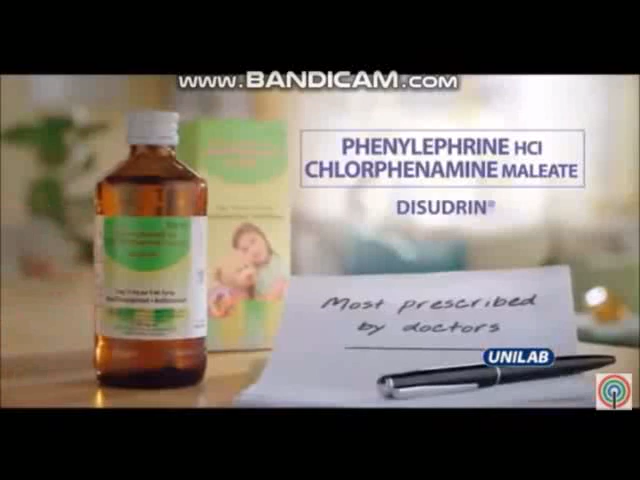 www.BANDICAM.com
PHENYLEPHRINE HCl
CHLORPHENAMINE MALEATE
DISUDRIN®
Most prescribed
by doctors
UNILAB